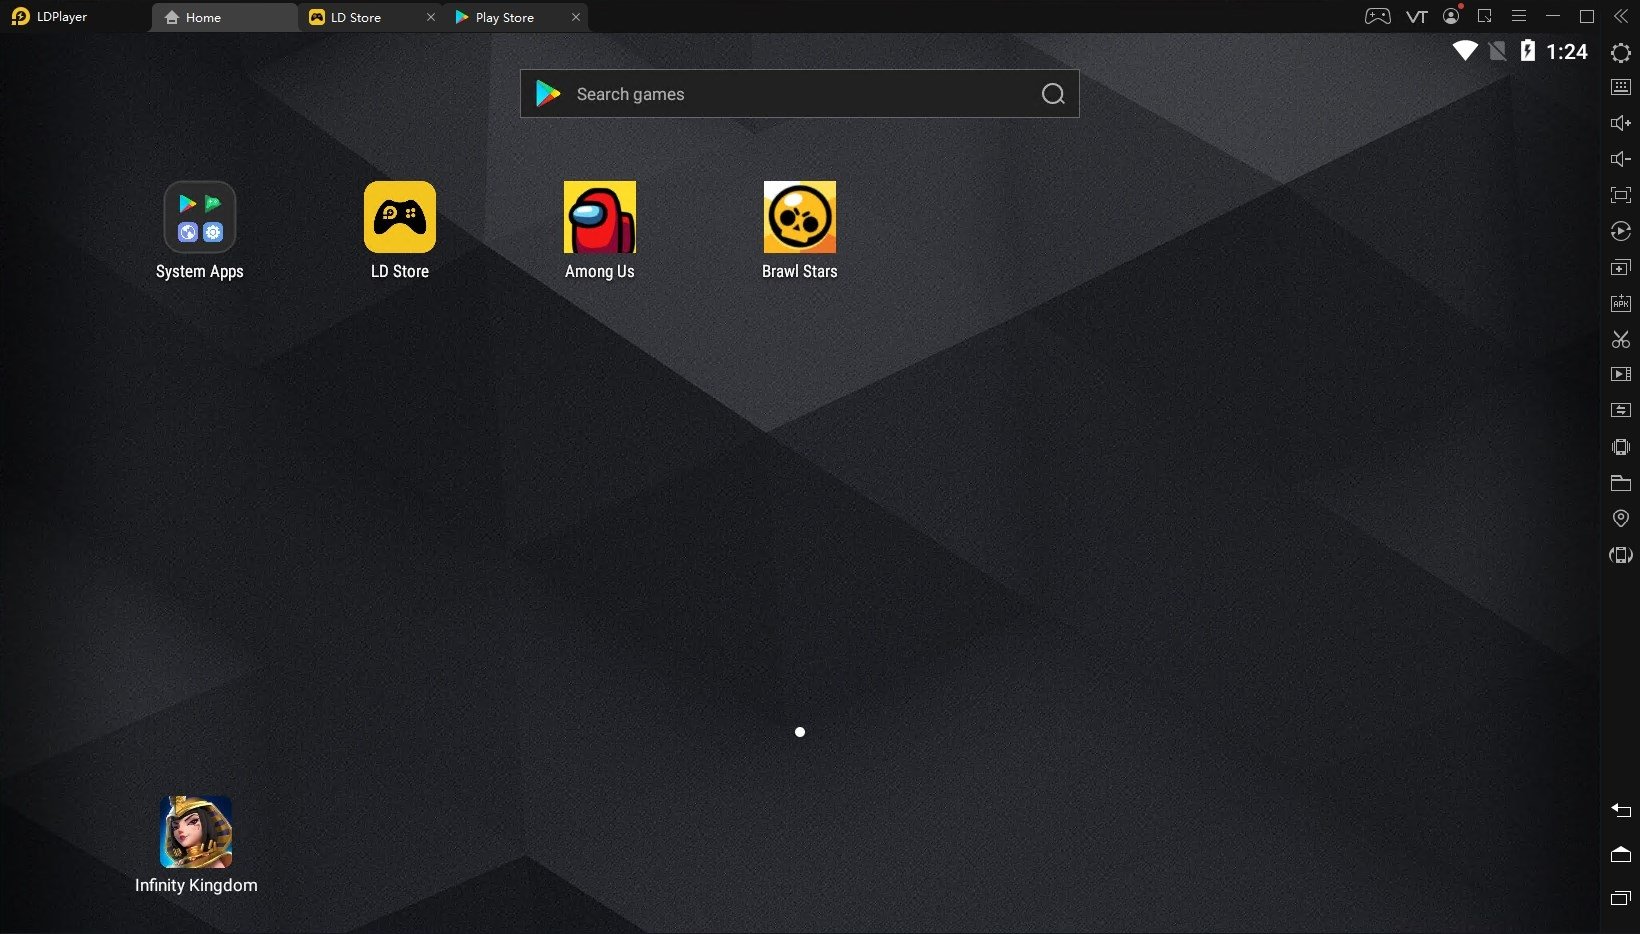 LDPlayer
Home
LD Store
Play Store
VT
1:24
Search games
System Apps
LD Store
Among Us
Brawl Stars
APK
Infinity Kingdom